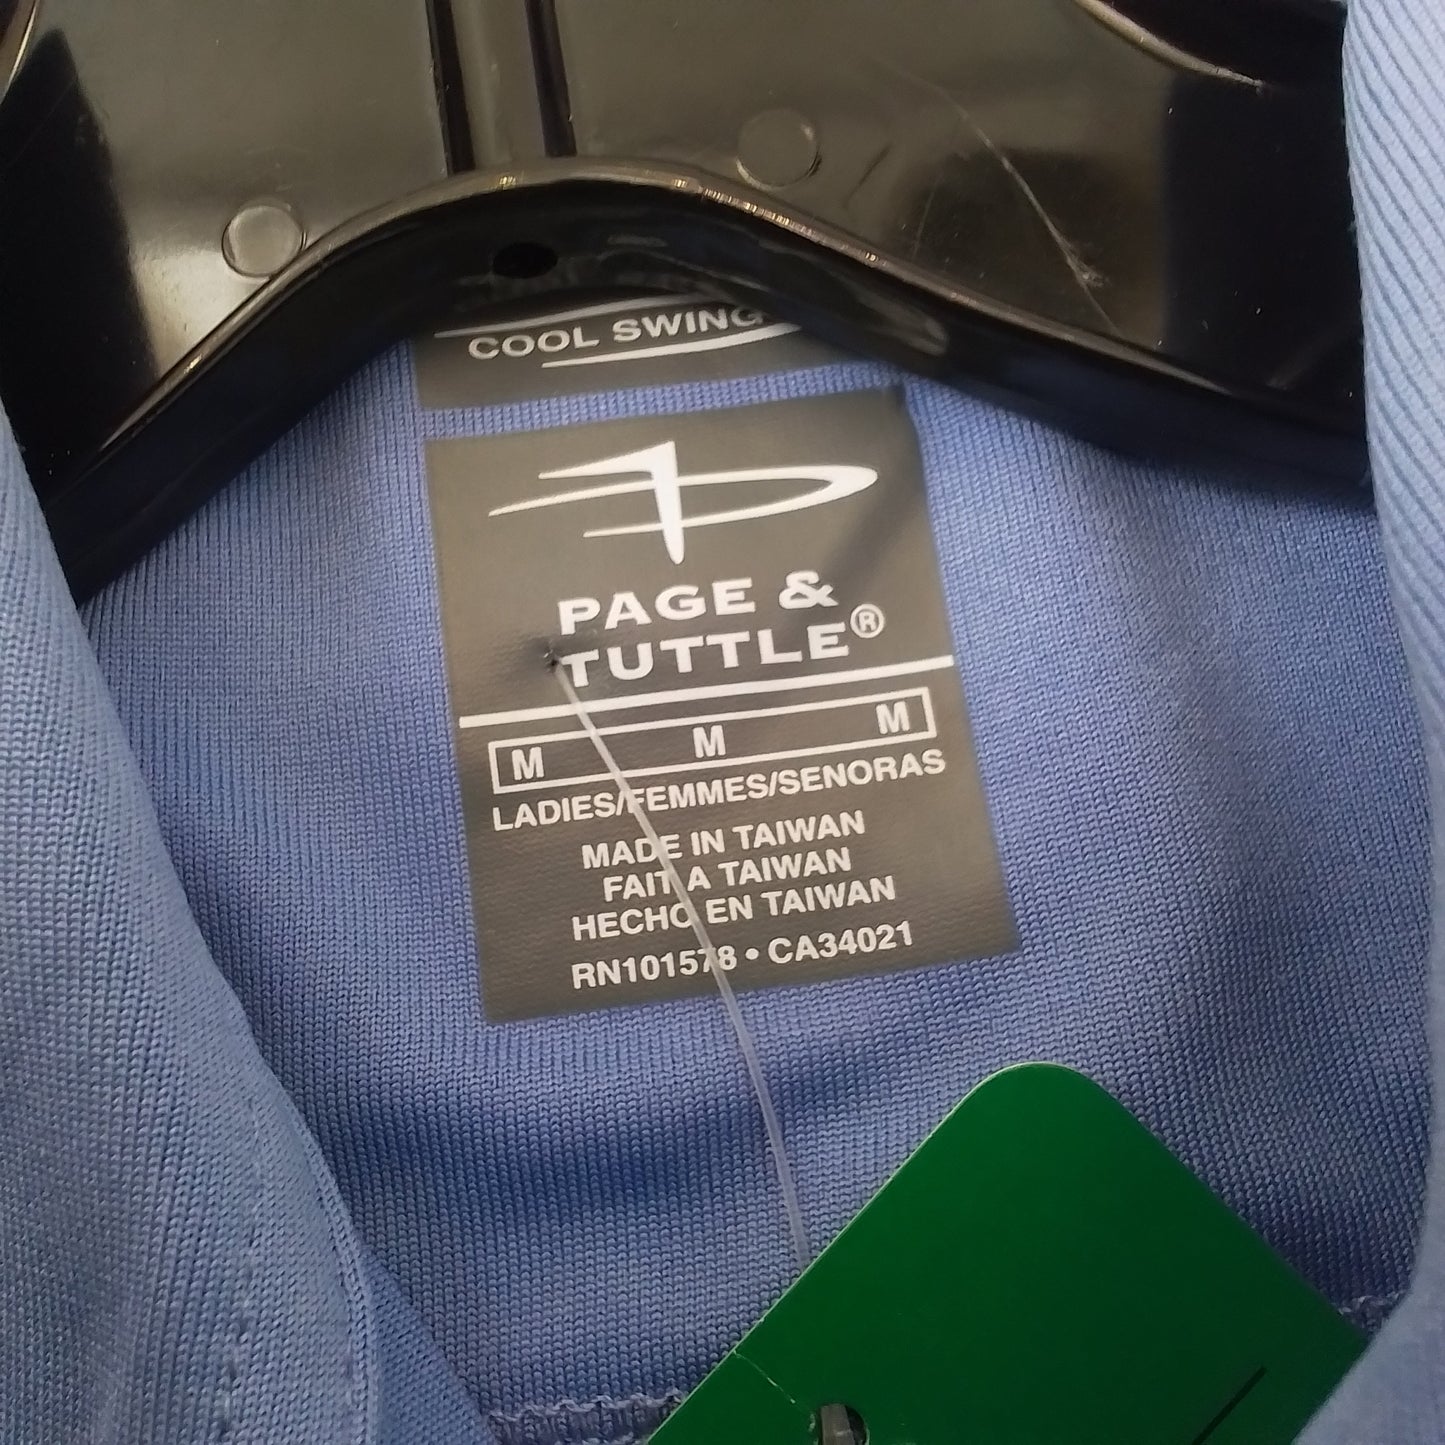 COOL SWING
PAGE &
TUTTLE®
M M M
LADIES/FEMMES/SENORAS
MADE IN TAIWAN
FAIT A TAIWAN
HECHO EN TAIWAN
RN101578 • CA34021